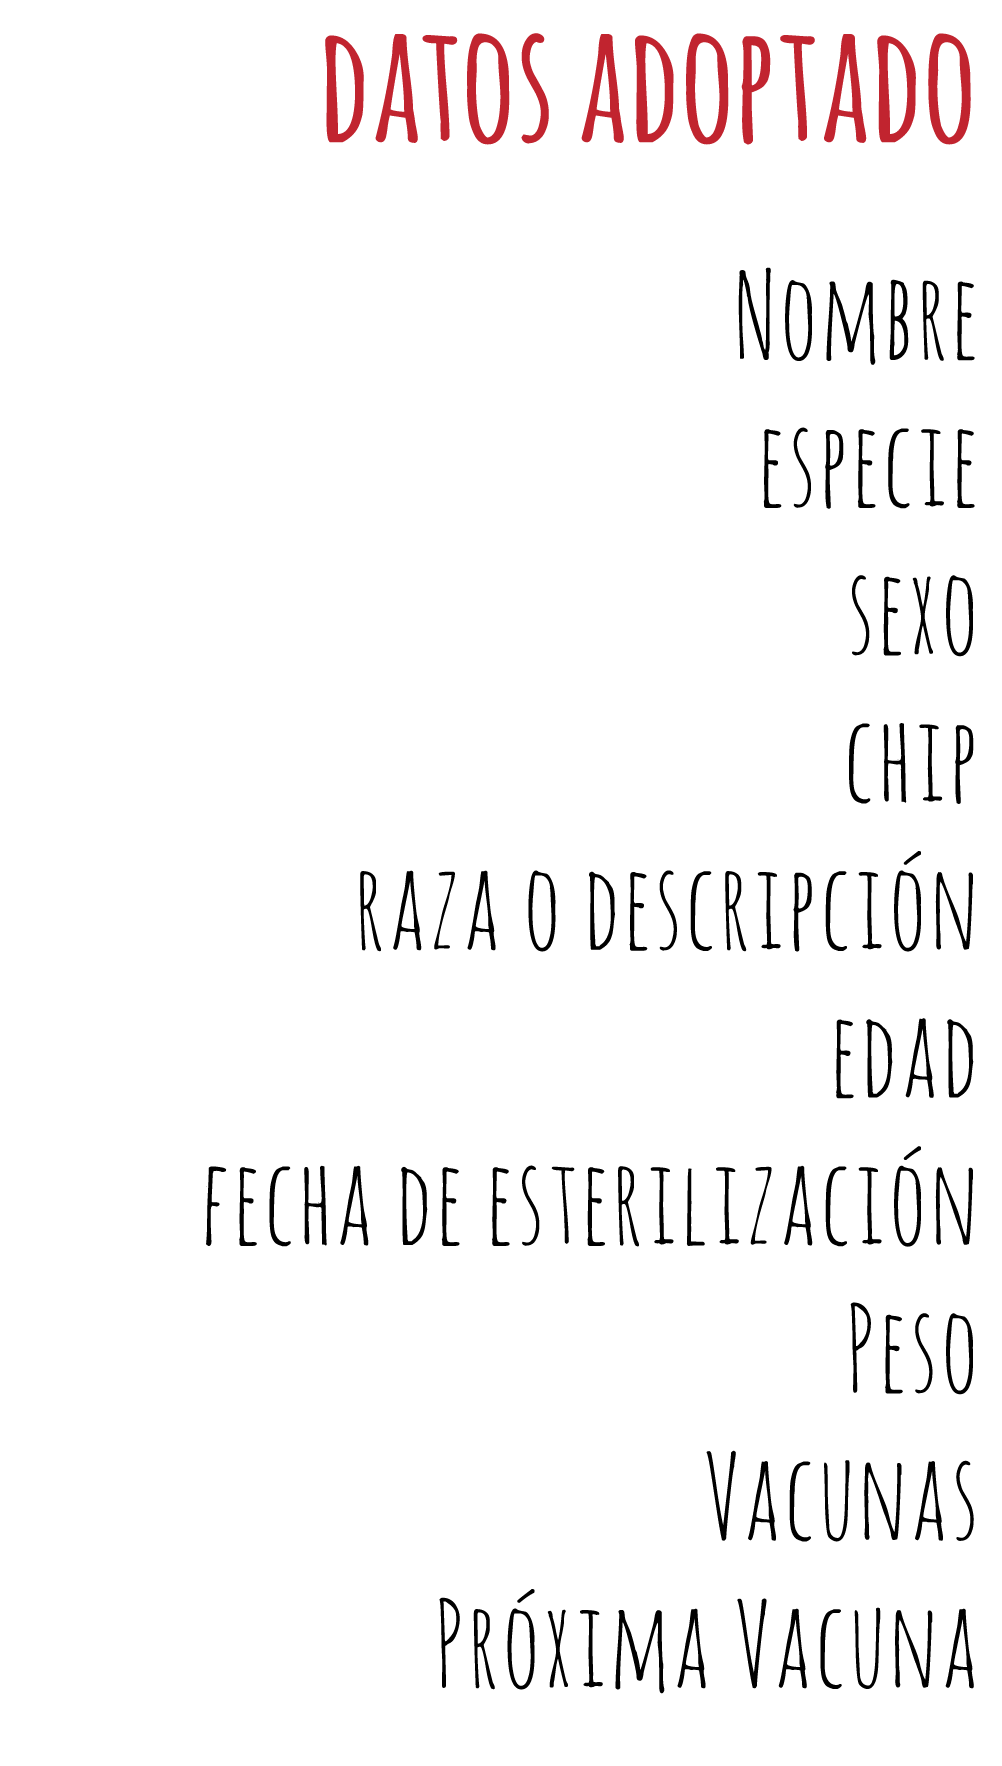 DATOS ADOPTADO
NOMBRE
ESPECIE
SEXO
CHIP
RAZA O DESCRIPCIÓN
EDAD
FECHA DE ESTERILIZACIÓN
PESO
VACUNAS
PRÓXIMA VACUNA